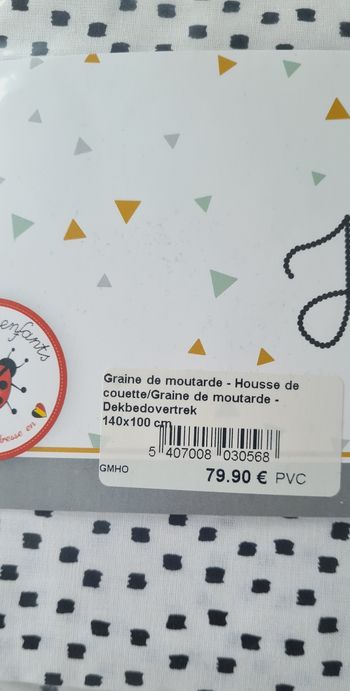 enfants
Graine de moutarde - Housse de
couette/Graine de moutarde -
Dekbedovertrek
140x100 cm
5 407008 030568
GMHO
79.90 € PVC